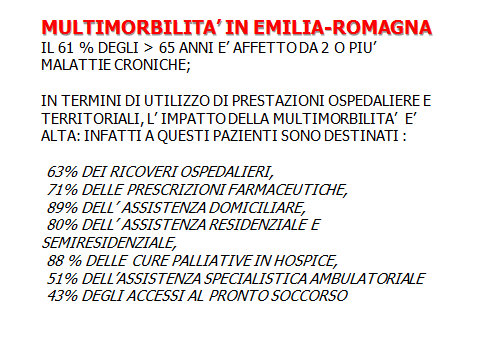 MULTIMORBILITA’ IN EMILIA-ROMAGNA
IL 61 % DEGLI > 65 ANNI E’ AFFETTO DA 2 O PIU’
MALATTIE CRONICHE;
IN TERMINI DI UTILIZZO DI PRESTAZIONI OSPEDALIERE E
TERRITORIALI, L’ IMPATTO DELLA MULTIMORBILITA’ E’
ALTA: INFATTI A QUESTI PAZIENTI SONO DESTINATI :
63% DEI RICOVERI OSPEDALIERI,
71% DELLE PRESCRIZIONI FARMACEUTICHE,
89% DELL’ ASSISTENZA DOMICILIARE,
80% DELL’ ASSISTENZA RESIDENZIALE E
SEMIRESIDENZIALE,
88 % DELLE CURE PALLIATIVE IN HOSPICE,
51% DELL’ASSISTENZA SPECIALISTICA AMBULATORIALE
43% DEGLI ACCESSI AL PRONTO SOCCORSO